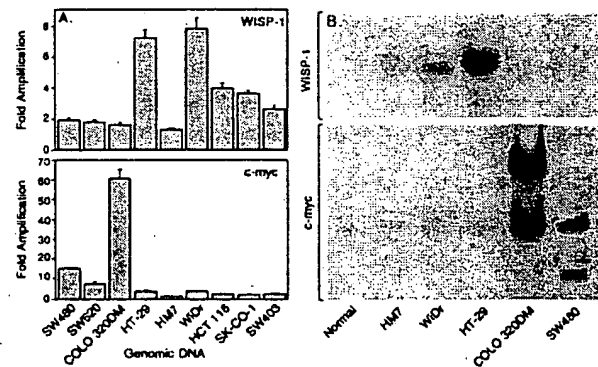 A.
WISP-1
Fold Amplification
8
6
4
2
0
c-myc
Fold Amplification
70
60
50
40
30
20
10
0
SW480
SW620
COLO 320DM
HT-29
HM7
WiDr
HCT 116
SK-CO-1
SW403
Genomic DNA
B.
WISP-1
c-myc
Normal
HM7
WiDr
HT-29
COLO 320DM
SW480